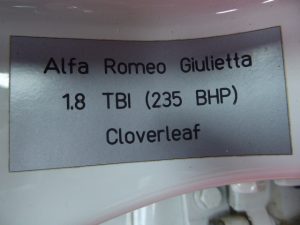 Alfa Romeo Giulietta
1.8 TBI (235 BHP)
Cloverleaf